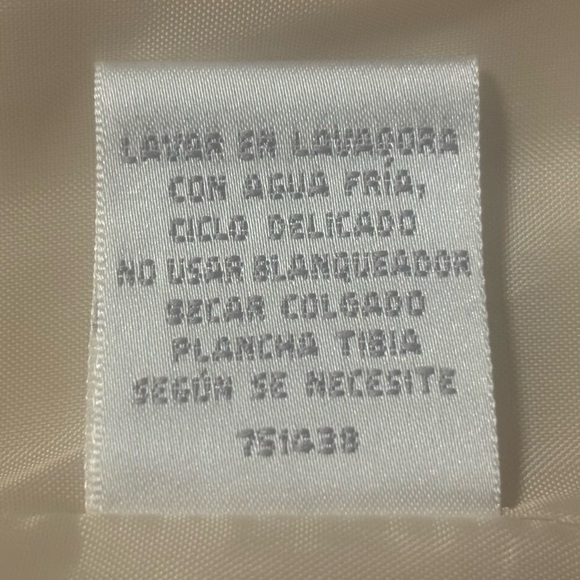 LAVAR EN LAVADORA
CON AGUA FRÍA,
CICLO DELICADO
NO USAR BLANQUEADOR
SECAR COLGADO
PLANCHA TIBIA
SEGÚN SE NECESITE
751438